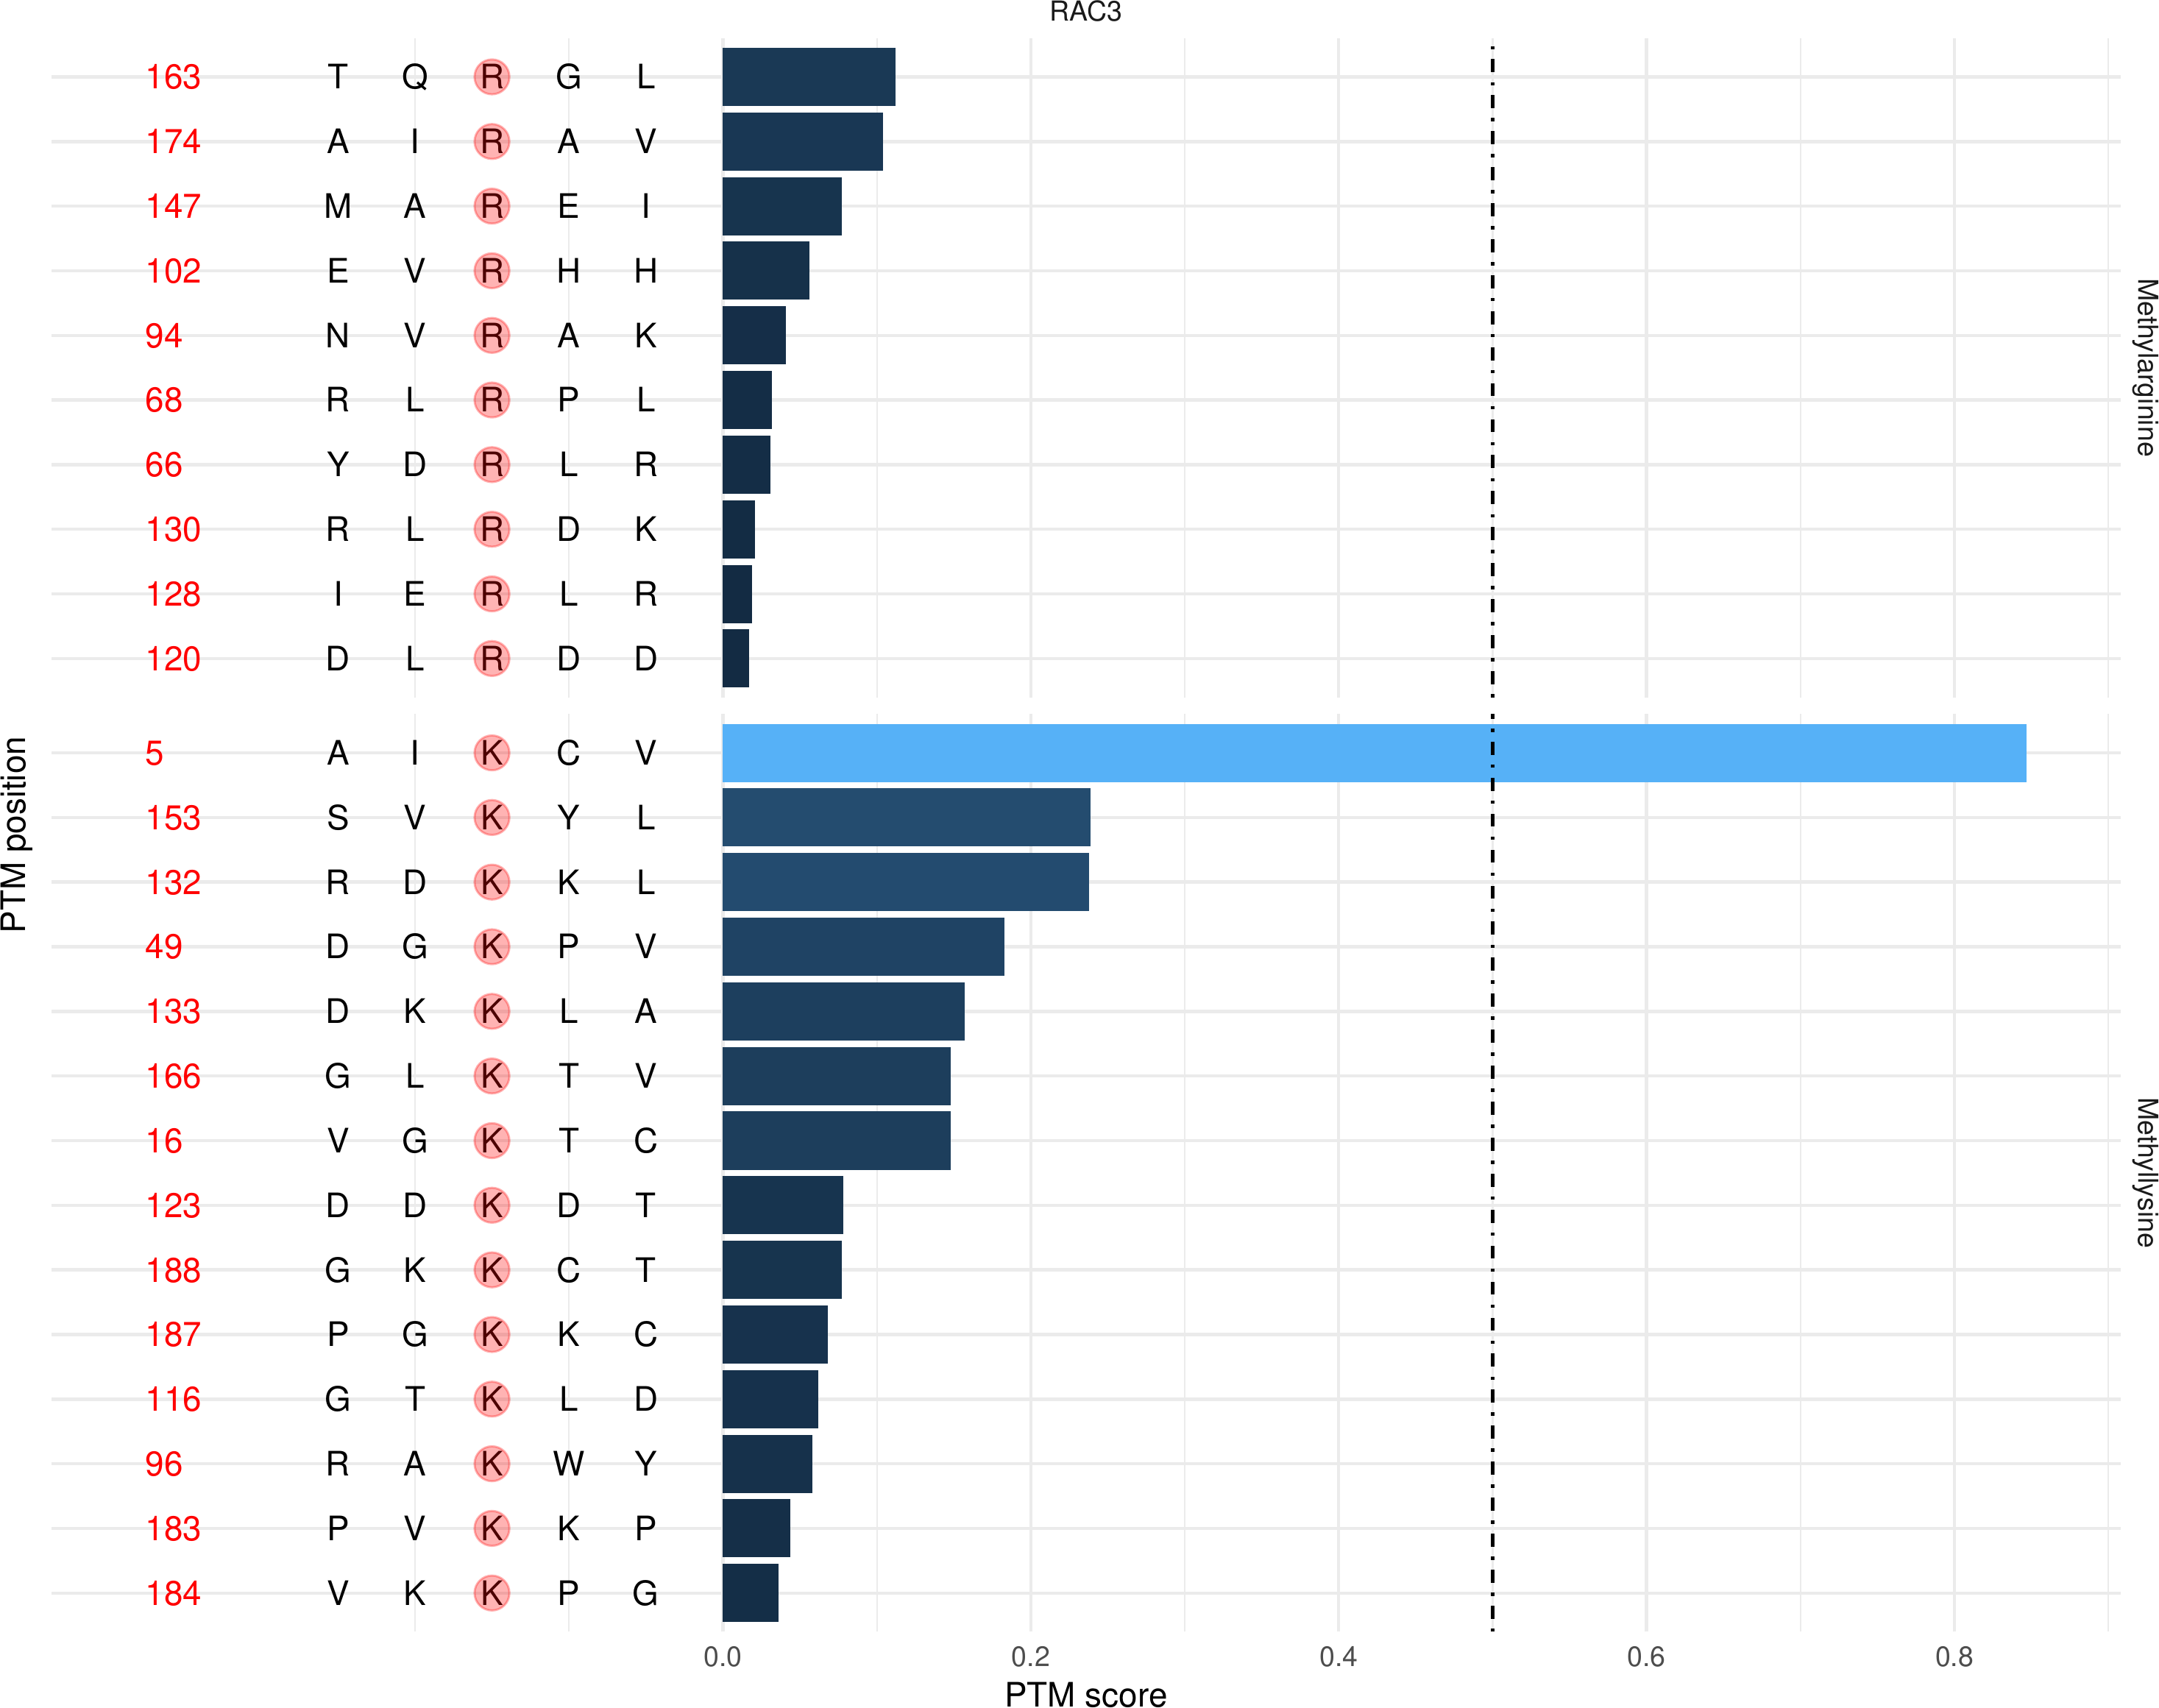 RAC3
163 T Q R G L
174 A I R A V
147 M A R E I
102 E V R H H
94 N V R A K
68 R L R P L
66 Y D R L R
130 R L R D K
128 I E R L R
120 D L R D D
Methylarginine
5 A I K C V
153 S V K Y L
132 R D K K L
49 D G K P V
133 D K K L A
166 G L K T V
16 V G K T C
123 D D K D T
188 G K K C T
187 P G K K C
116 G T K L D
96 R A K W Y
183 P V K K P
184 V K K P G
Methyllysine
PTM position
0.0 0.2 0.4 0.6 0.8
PTM score